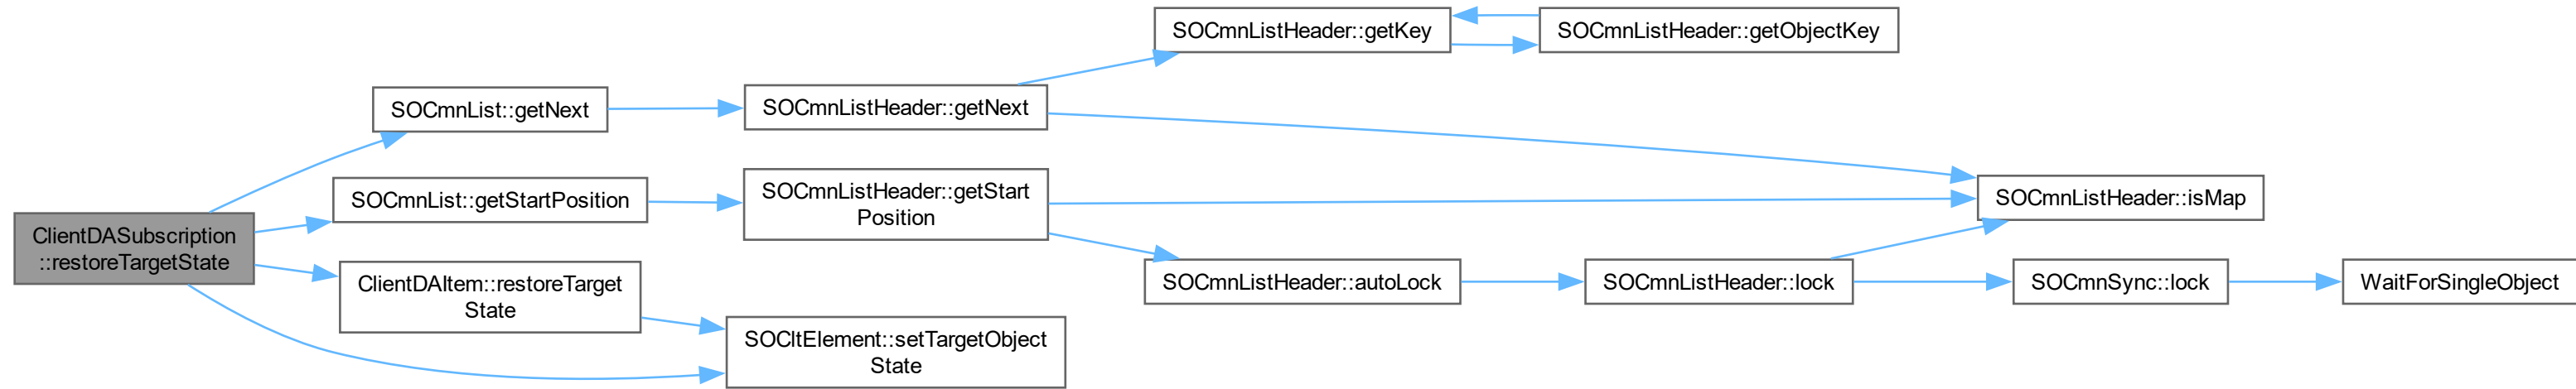 SOCmnListHeader::getKey
SOCmnListHeader::getObjectKey
SOCmnList::getNext
SOCmnListHeader::getNext
SOCmnList::getStartPosition
SOCmnListHeader::getStart
Position
SOCmnListHeader::isMap
ClientDASubscription
::restoreTargetState
ClientDAItem::restoreTarget
State
SOCmnListHeader::autoLock
SOCmnListHeader::lock
SOCmnSync::lock
WaitForSingleObject
SOCltElement::setTargetObject
State